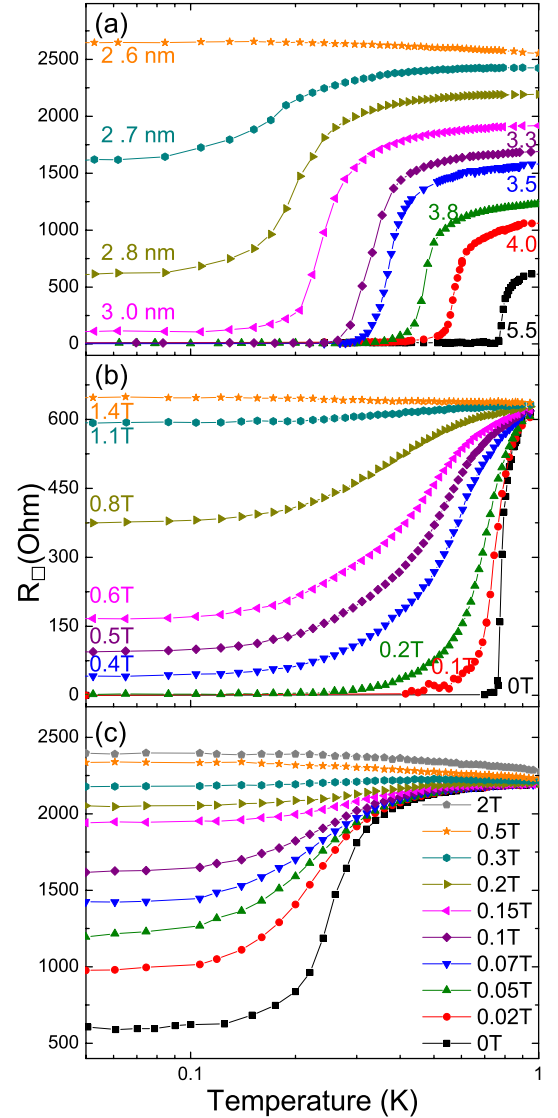 (a)
2 .6 nm
2500
2 .7 nm
2000
3.3
1500
3.5
3.8
1000
2 .8 nm
4.0
500
3 .0 nm
5.5
0
(b)
1.4T
600
1.1T
450
0.8T
300
0.6T
150
0.5T
0.2T
0.4T
0.1T
0T
0
R□(Ohm)
(c)
2500
2T
2000
0.5T
0.3T
0.2T
1500
0.15T
0.1T
0.07T
1000
0.05T
0.02T
500
0T
0.1
1
Temperature (K)